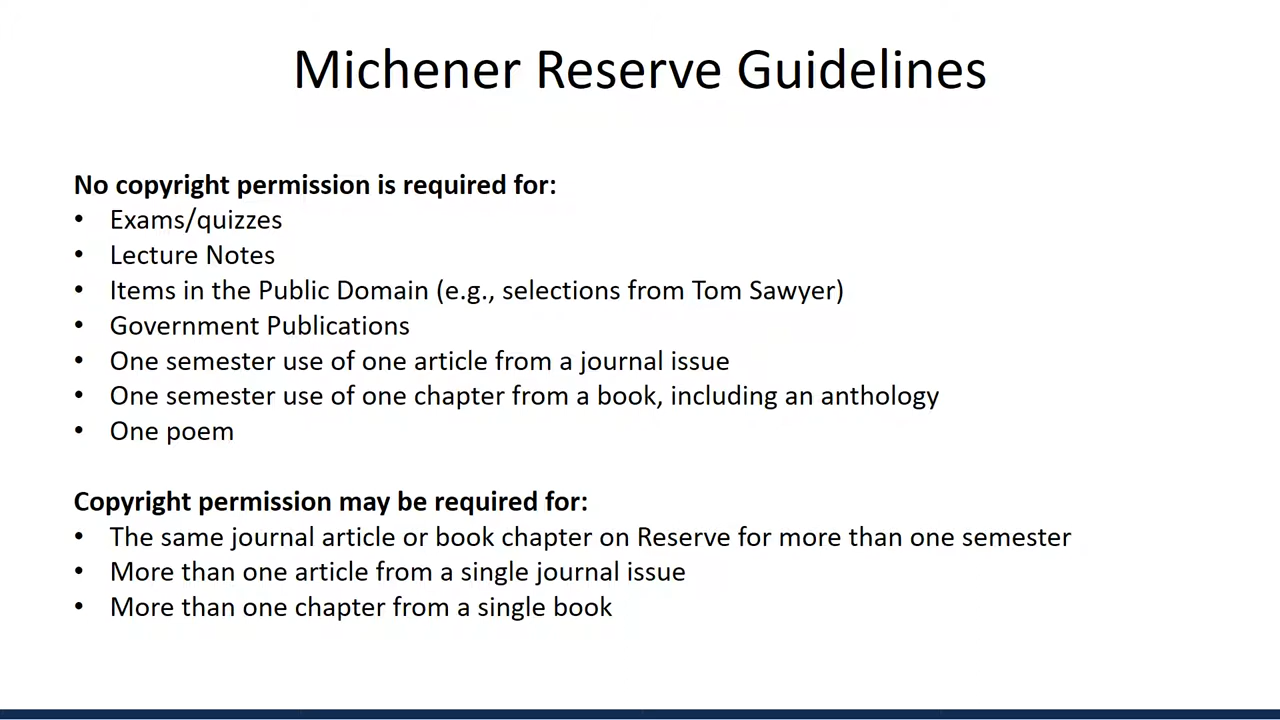 Michener Reserve Guidelines
No copyright permission is required for:
• Exams/quizzes
• Lecture Notes
• Items in the Public Domain (e.g., selections from Tom Sawyer)
• Government Publications
• One semester use of one article from a journal issue
• One semester use of one chapter from a book, including an anthology
• One poem
Copyright permission may be required for:
• The same journal article or book chapter on Reserve for more than one semester
• More than one article from a single journal issue
• More than one chapter from a single book